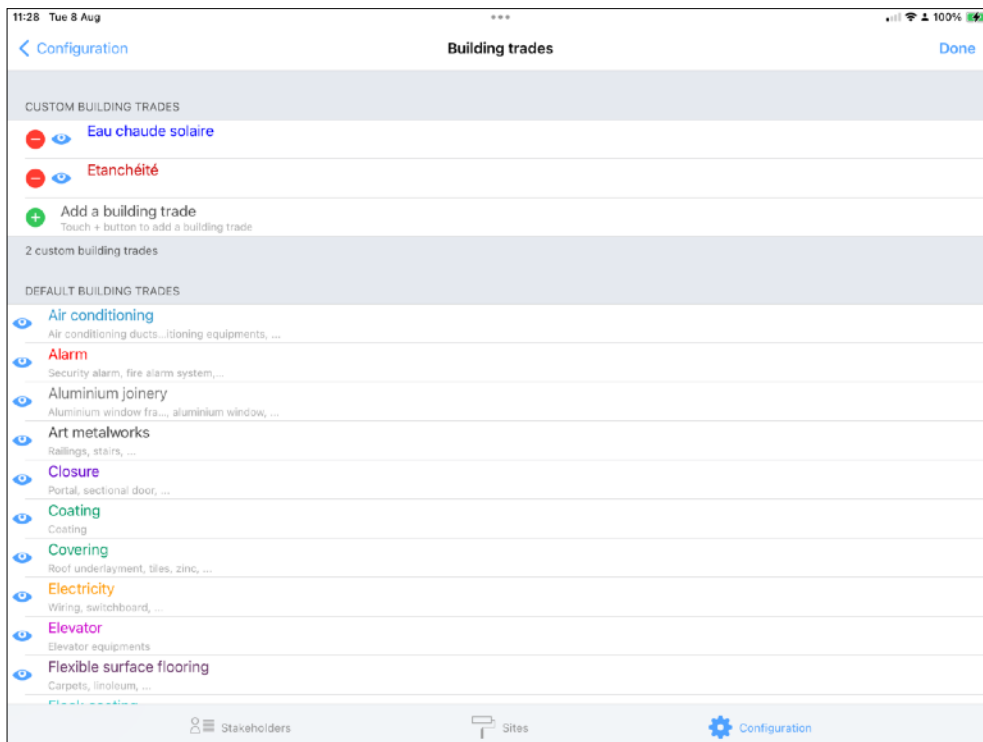 11:28 Tue 8 Aug
100%
Configuration
Building trades
Done
CUSTOM BUILDING TRADES
Eau chaude solaire
Etanchéité
Add a building trade
Touch + button to add a building trade
2 custom building trades
DEFAULT BUILDING TRADES
Air conditioning
Air conditioning ducts...itioning equipments, ...
Alarm
Security alarm, fire alarm system,...
Aluminium joinery
Aluminium window fra..., aluminium window, ...
Art metalworks
Railings, stairs, ...
Closure
Portal, sectional door, ...
Coating
Coating
Covering
Roof underlayment, tiles, zinc, ...
Electricity
Wiring, switchboard, ...
Elevator
Elevator equipments
Flexible surface flooring
Carpets, linoleum, ...
Stakeholders
Sites
Configuration